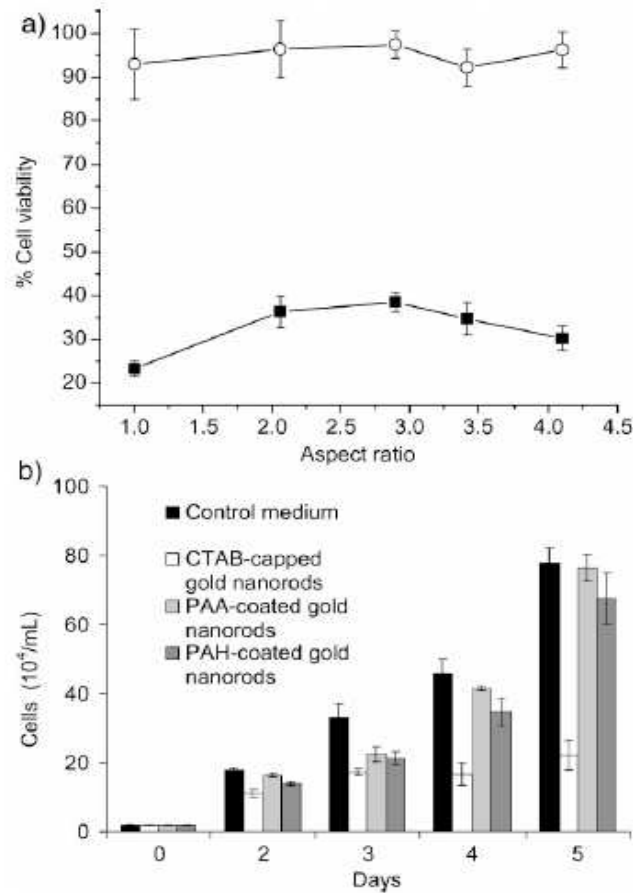 a)
100
90
80
70
60
50
40
30
20
% Cell viability
1.0 1.5 2.0 2.5 3.0 3.5 4.0 4.5
Aspect ratio
b)
100
80
60
40
20
0
Cells (10⁴/mL)
Control medium
CTAB-capped
gold nanorods
PAA-coated gold
nanorods
PAH-coated gold
nanorods
0 2 3 4 5
Days